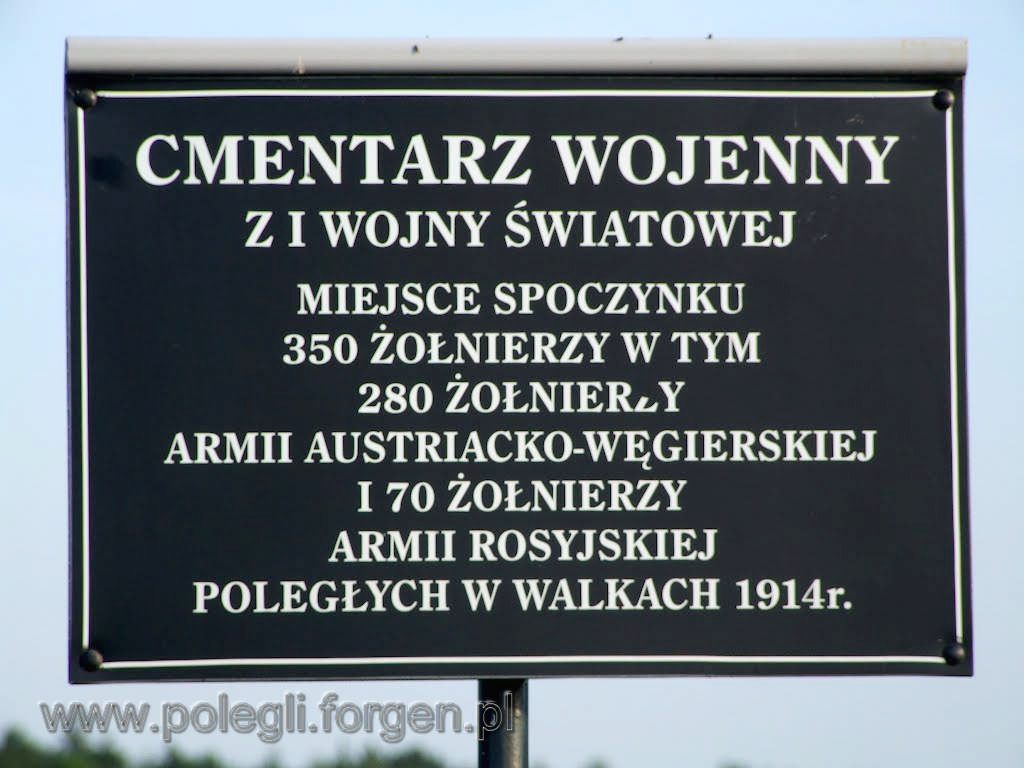 CMENTARZ WOJENNY
Z I WOJNY ŚWIATOWEJ
MIEJSCE SPOCZYNKU
350 ŻOŁNIERZY W TYM
280 ŻOŁNIERZY
ARMII AUSTRIACKO-WĘGIERSKIEJ
I 70 ŻOŁNIERZY
ARMII ROSYJSKIEJ
POLEGŁYCH W WALKACH 1914r.
www.polegli.forgen.pl